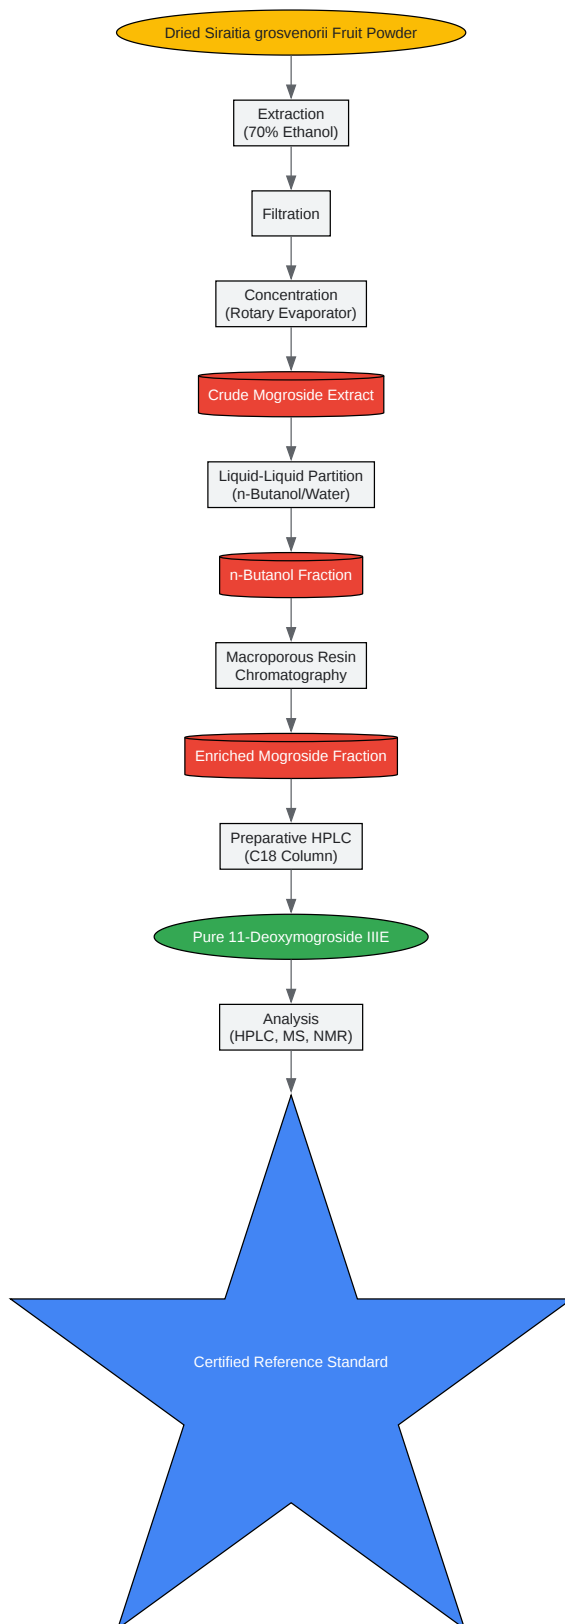 Dried Siraitia grosvenorii Fruit Powder
Extraction
(70% Ethanol)
Filtration
Concentration
(Rotary Evaporator)
Crude Mogroside Extract
Liquid-Liquid Partition
(n-Butanol/Water)
n-Butanol Fraction
Macroporous Resin
Chromatography
Enriched Mogroside Fraction
Preparative HPLC
(C18 Column)
Pure 11-Deoxymogroside IIIE
Analysis
(HPLC, MS, NMR)
Certified Reference Standard